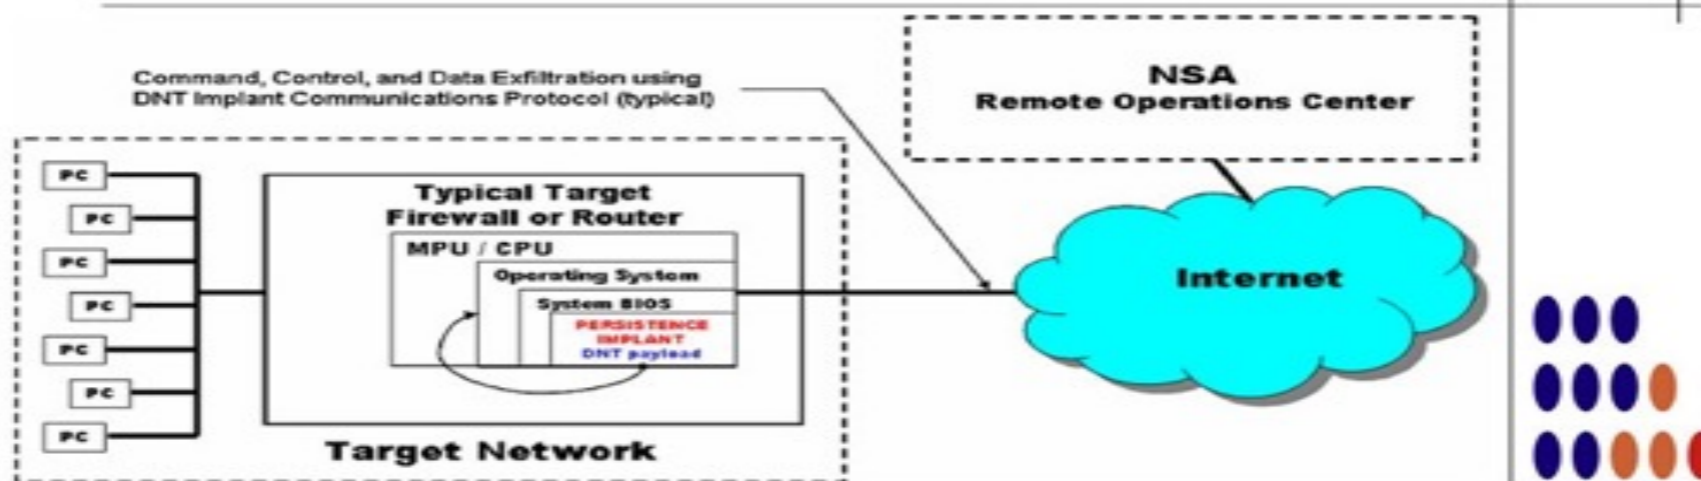 Command, Control, and Data Exfiltration using
DNT Implant Communications Protocol (typical)
NSA
Remote Operations Center
PC
PC
PC
PC
PC
PC
PC
Typical Target
Firewall or Router
MPU / CPU
Operating System
System BIOS
PERSISTENCE
IMPLANT
DNT payload
Internet
Target Network